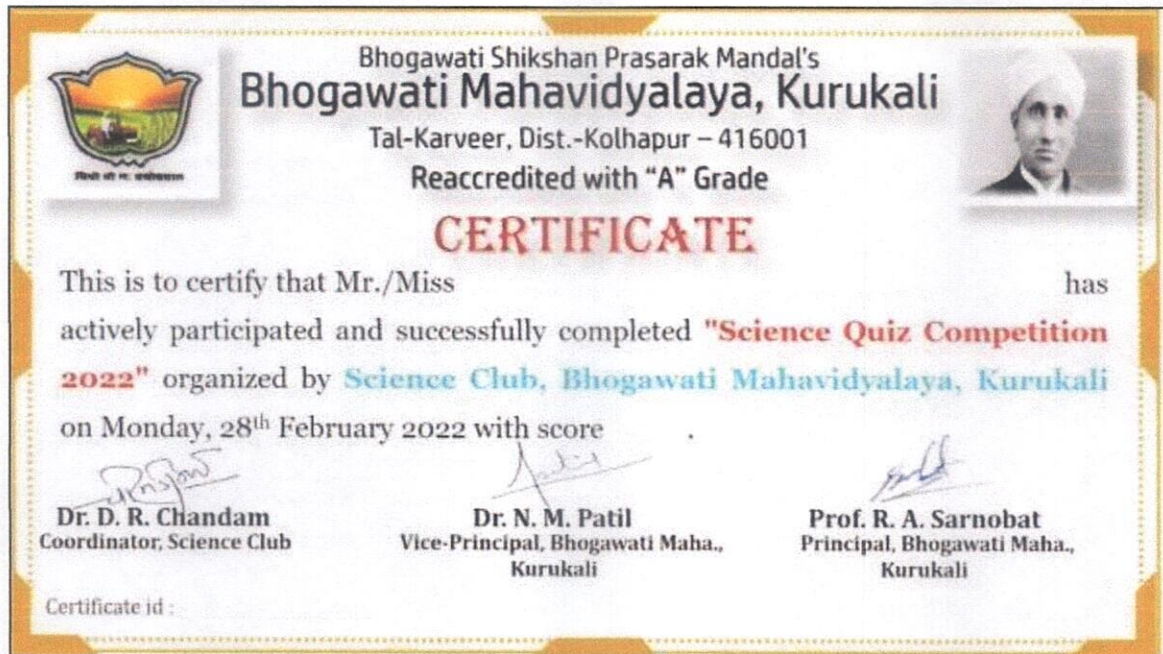 Bhogawati Shikshan Prasarak Mandal's
Bhogawati Mahavidyalaya, Kurukali
Tal-Karveer, Dist.-Kolhapur – 416001
Reaccredited with "A" Grade
CERTIFICATE
This is to certify that Mr./Miss has
actively participated and successfully completed "Science Quiz Competition
2022" organized by Science Club, Bhogawati Mahavidyalaya, Kurukali
on Monday, 28th February 2022 with score .
Dr. D. R. Chandam
Coordinator, Science Club
Dr. N. M. Patil
Vice-Principal, Bhogawati Maha.,
Kurukali
Prof. R. A. Sarnobat
Principal, Bhogawati Maha.,
Kurukali
Certificate id :